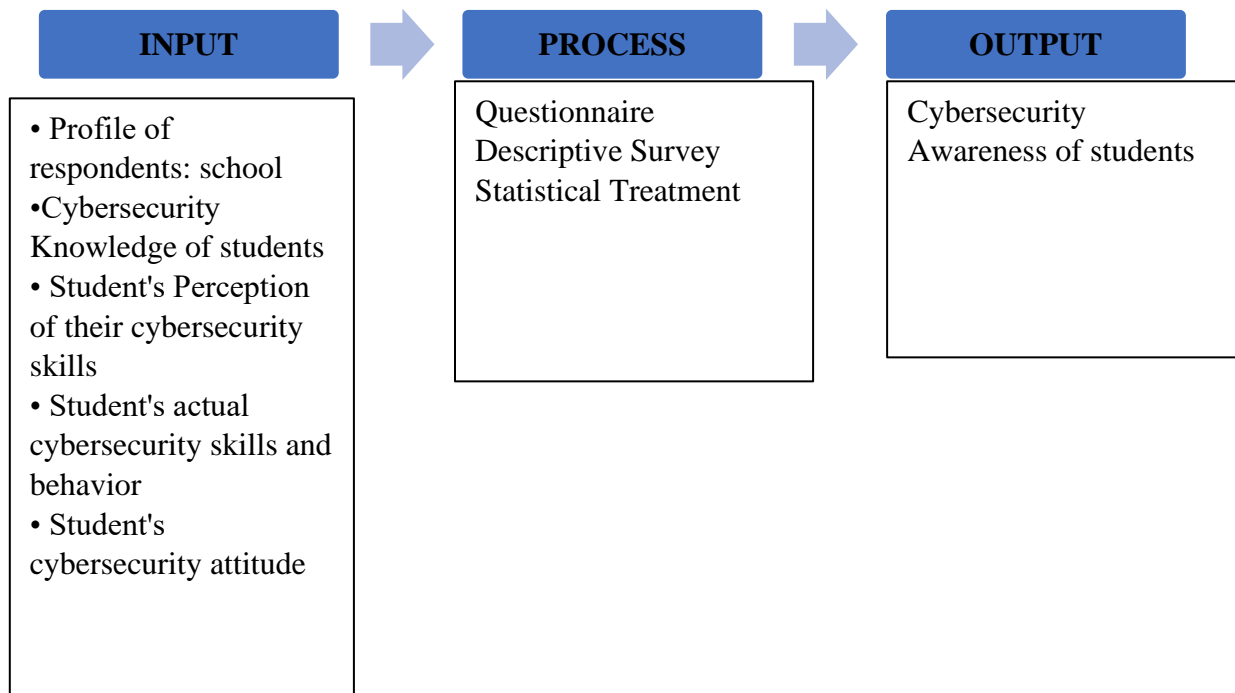 INPUT
• Profile of
respondents: school
•Cybersecurity
Knowledge of students
• Student's Perception
of their cybersecurity
skills
• Student's actual
cybersecurity skills and
behavior
• Student's
cybersecurity attitude
PROCESS
Questionnaire
Descriptive Survey
Statistical Treatment
OUTPUT
Cybersecurity
Awareness of students